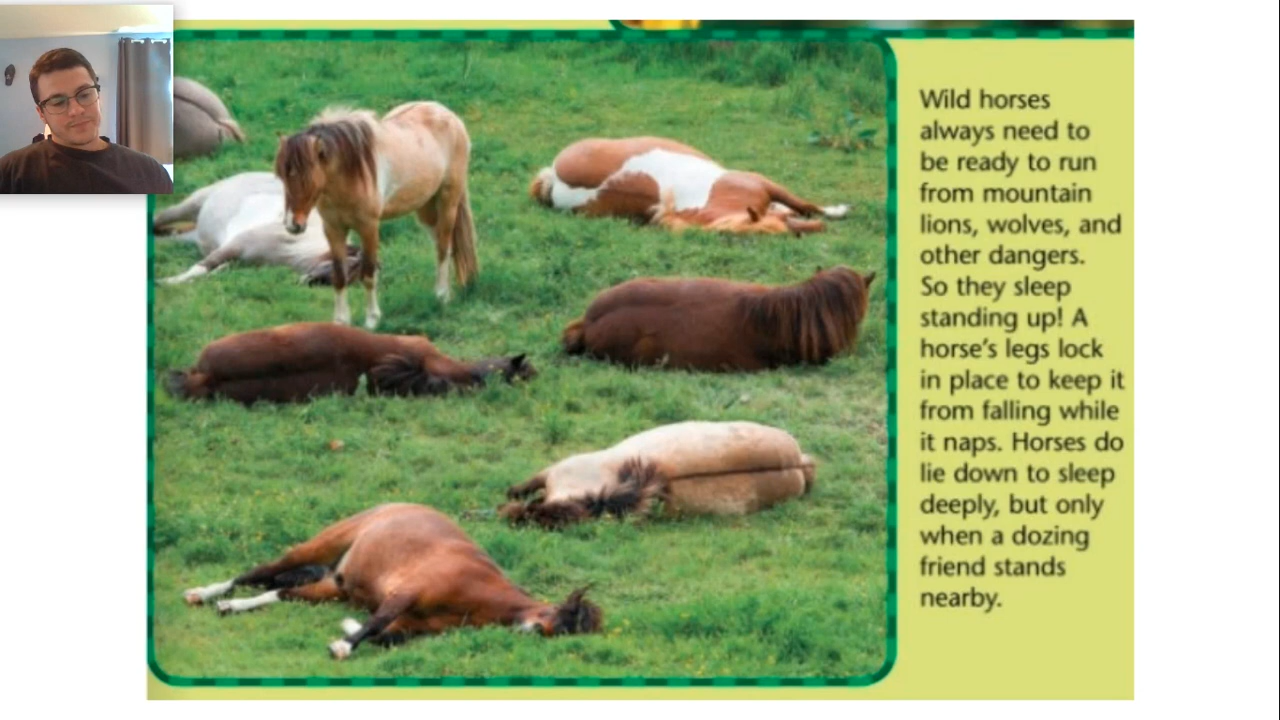 Wild horses
always need to
be ready to run
from mountain
lions, wolves, and
other dangers.
So they sleep
standing up! A
horse's legs lock
in place to keep it
from falling while
it naps. Horses do
lie down to sleep
deeply, but only
when a dozing
friend stands
nearby.